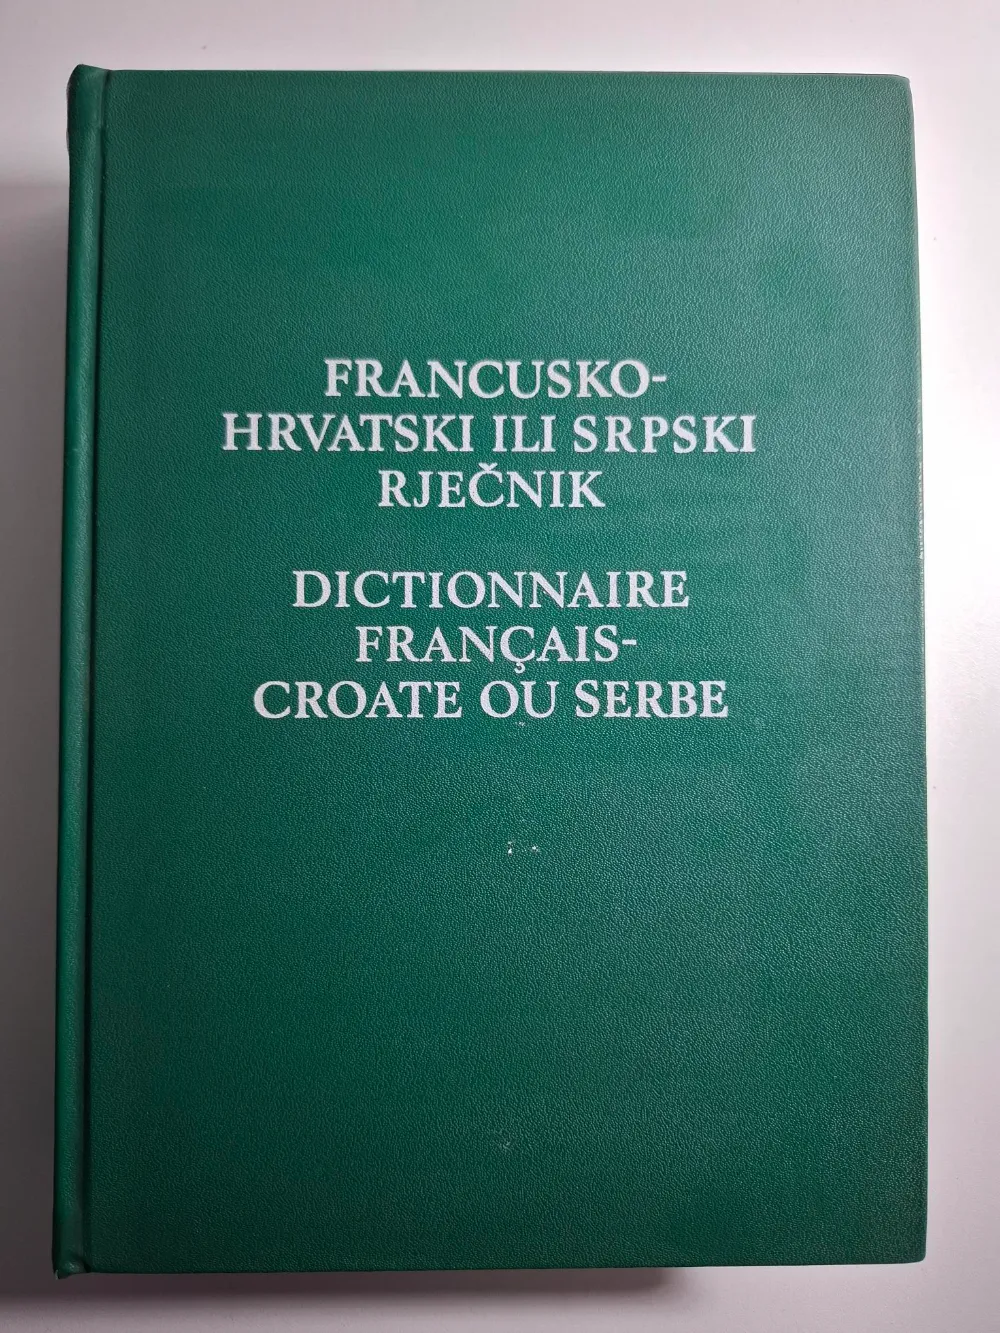 FRANCUSKO-
HRVATSKI ILI SRPSKI
RJEČNIK
DICTIONNAIRE
FRANÇAIS-
CROATE OU SERBE